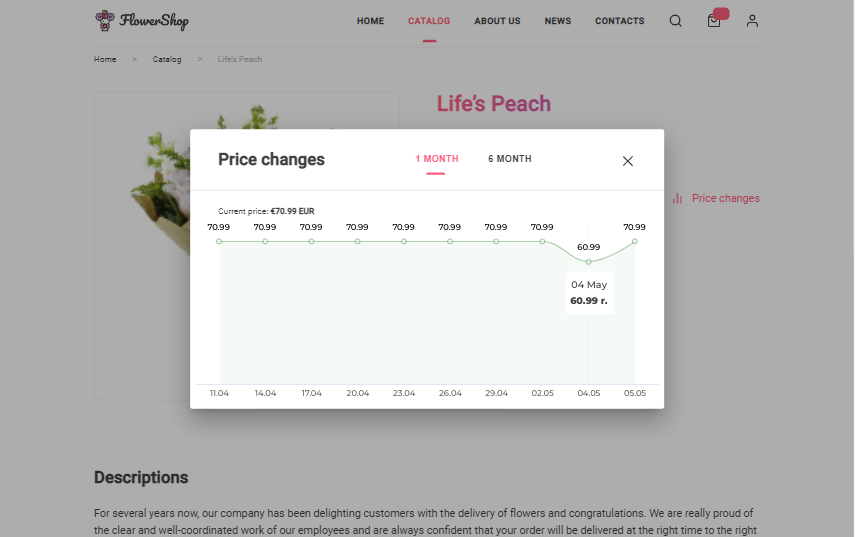 FlowerShop
HOME CATALOG ABOUT US NEWS CONTACTS
Home > Catalog > Life's Peach
Life's Peach
Price changes
Price changes 1 MONTH 6 MONTH
Current price: €70.99 EUR
70.99 70.99 70.99 70.99 70.99 70.99 70.99 70.99 60.99 70.99
04 May
60.99 r.
11.04 14.04 17.04 20.04 23.04 26.04 29.04 02.05 04.05 05.05
Descriptions
For several years now, our company has been delighting customers with the delivery of flowers and congratulations. We are really proud of
the clear and well-coordinated work of our employees and are always confident that your order will be delivered at the right time to the right